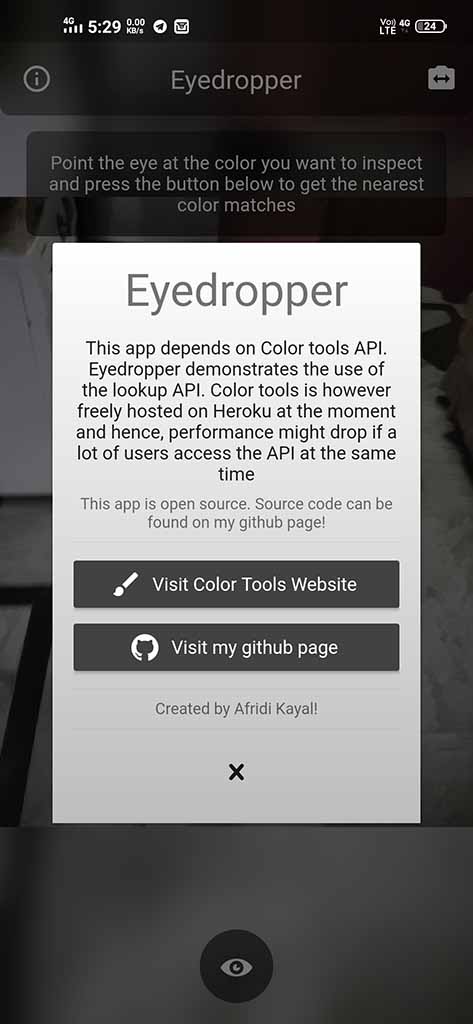 4G 5:29 0.00 KB/s Vo)) LTE 4G 24
Eyedropper
Point the eye at the color you want to inspect
and press the button below to get the nearest
color matches
Eyedropper
This app depends on Color tools API.
Eyedropper demonstrates the use of
the lookup API. Color tools is however
freely hosted on Heroku at the moment
and hence, performance might drop if a
lot of users access the API at the same
time
This app is open source. Source code can be
found on my github page!
Visit Color Tools Website
Visit my github page
Created by Afridi Kayal!